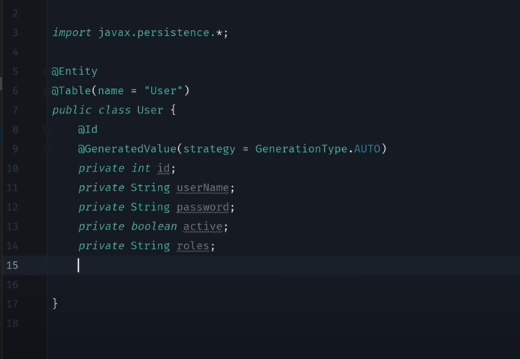 2
3 import javax.persistence.*;
4
5 @Entity
6 @Table(name = "User")
7 public class User {
8 @Id
9 @GeneratedValue(strategy = GenerationType.AUTO)
10 private int id;
11 private String userName;
12 private String password;
13 private boolean active;
14 private String roles;
15
16
17 }
18